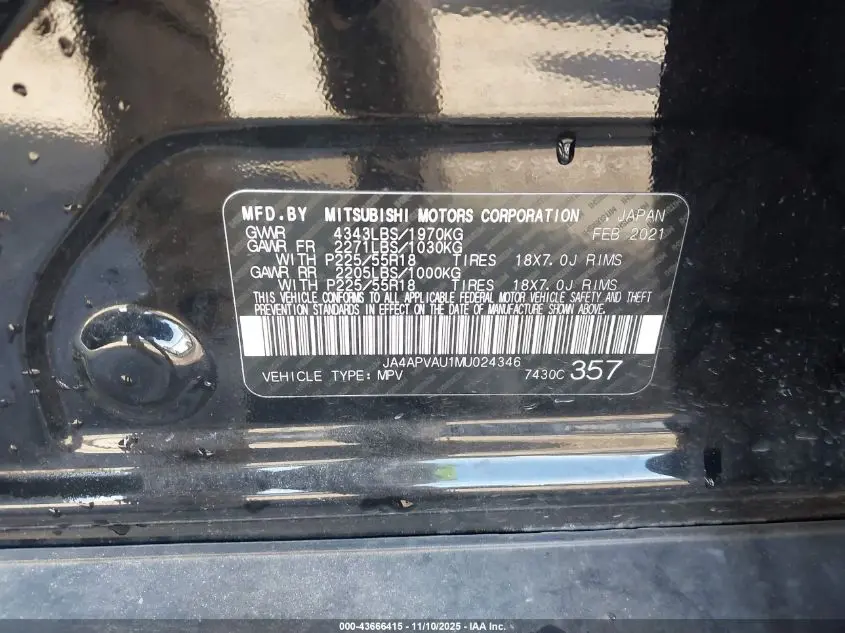 MFD.BY MITSUBISHI MOTORS CORPORATION JAPAN
GVWR 4343LBS/1970KG FEB 2021
GAWR FR 2271LBS/1030KG
WITH P225/55R18 TIRES 18X7.0J RIMS
GAWR RR 2205LBS/1000KG
WITH P225/55R18 TIRES 18X7.0J RIMS
THIS VEHICLE CONFORMS TO ALL APPLICABLE FEDERAL MOTOR VEHICLE SAFETY AND THEFT
PREVENTION STANDARDS IN EFFECT ON THE DATE OF MANUFACTURE SHOWN ABOVE.
JA4APVAU1MU024346
VEHICLE TYPE: MPV 7430C 357
000-43666415 - 11/10/2025 - IAA Inc.